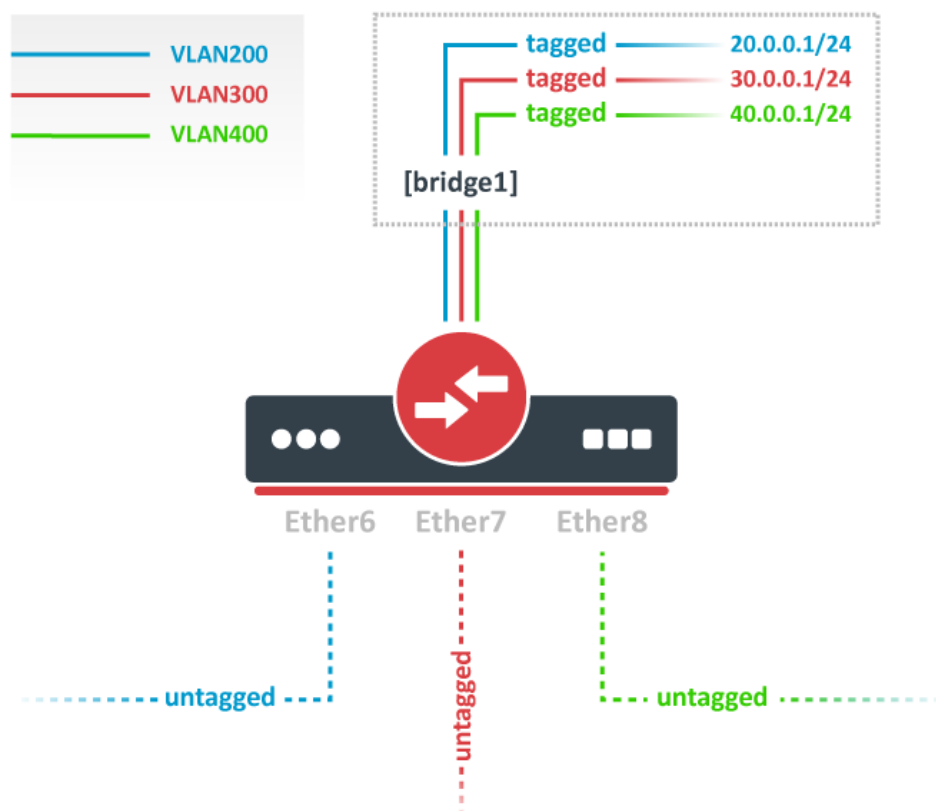 VLAN200
VLAN300
VLAN400
tagged 20.0.0.1/24
tagged 30.0.0.1/24
tagged 40.0.0.1/24
[bridge1]
Ether6 Ether7 Ether8
untagged
untagged
untagged